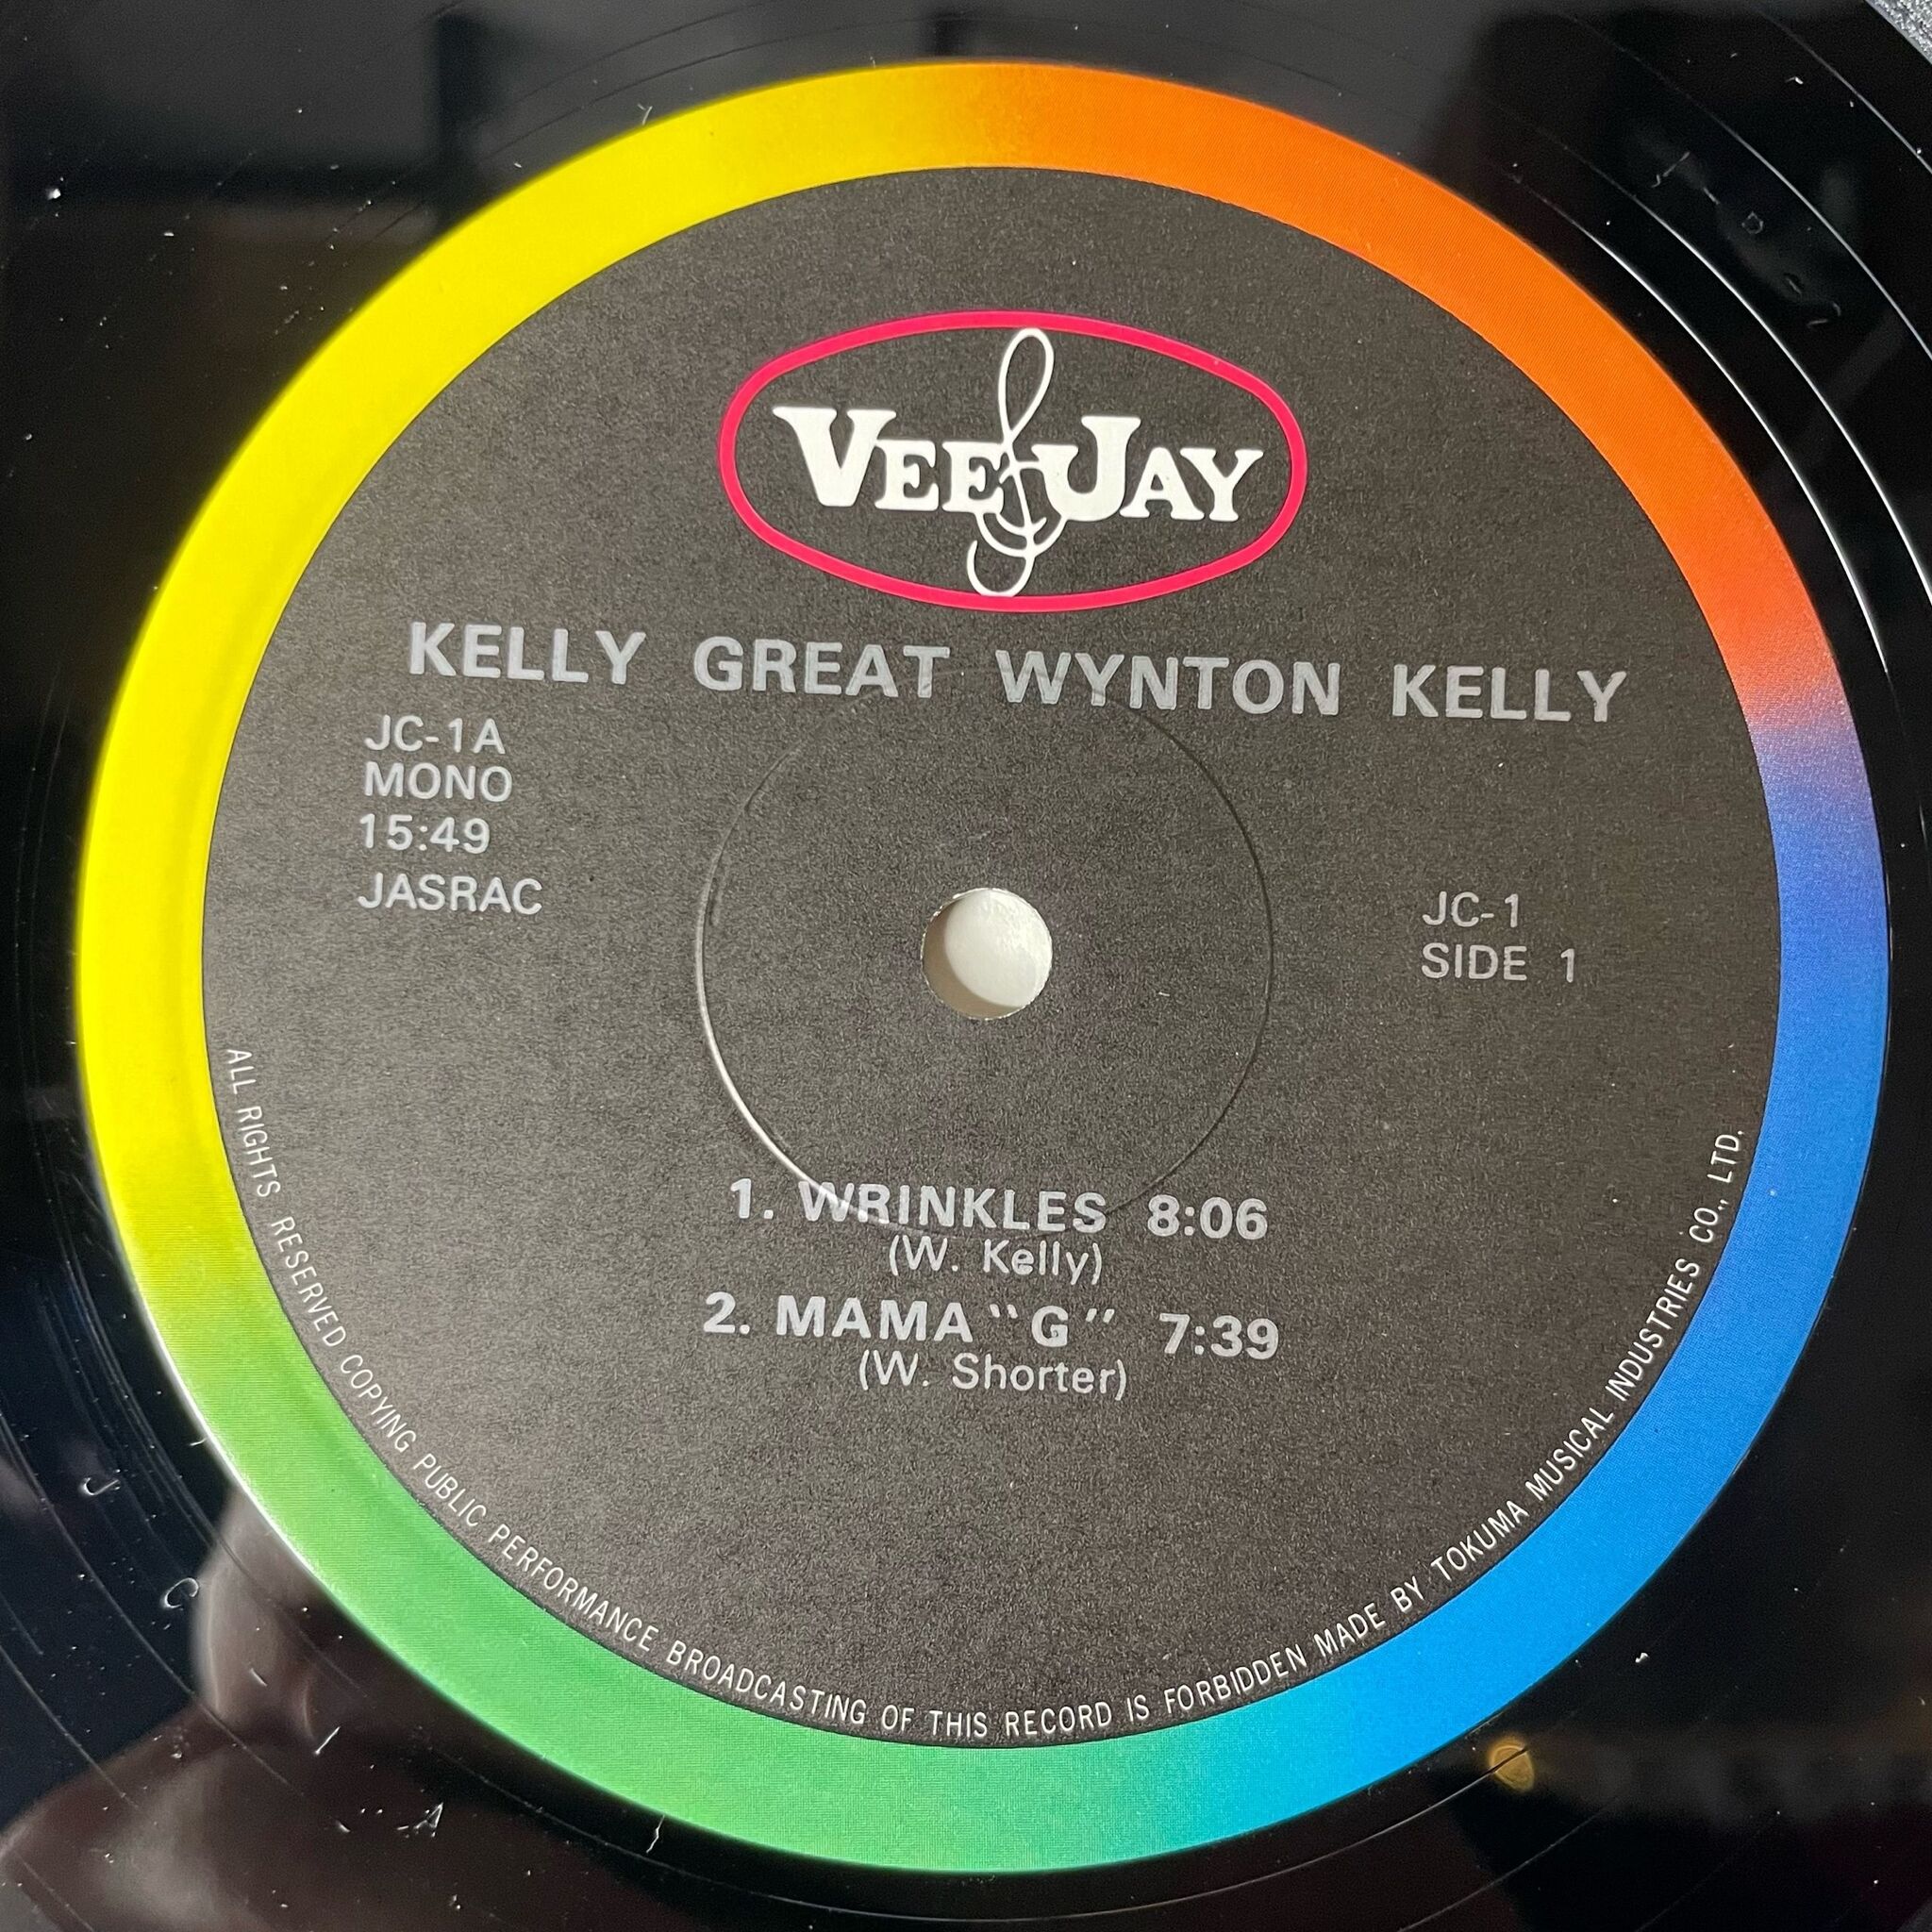 VEE JAY
KELLY GREAT WYNTON KELLY
JC-1A
MONO
15:49
JASRAC
JC-1
SIDE 1
1. WRINKLES 8:06
(W. Kelly)
2. MAMA "G" 7:39
(W. Shorter)
ALL RIGHTS RESERVED COPYING PUBLIC PERFORMANCE BROADCASTING OF THIS RECORD IS FORBIDDEN MADE BY TOKUMA MUSICAL INDUSTRIES CO., LTD.